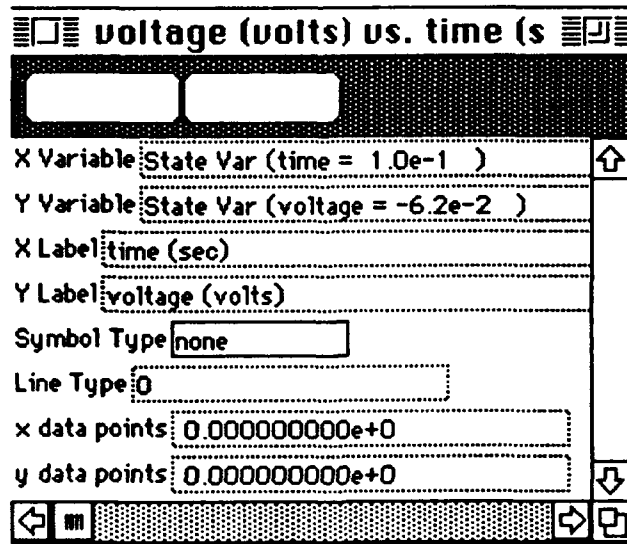 voltage (volts) vs. time (s
X Variable State Var (time = 1.0e-1 )
Y Variable State Var (voltage = -6.2e-2 )
X Label time (sec)
Y Label voltage (volts)
Symbol Type none
Line Type 0
x data points 0.000000000e+0
y data points 0.000000000e+0